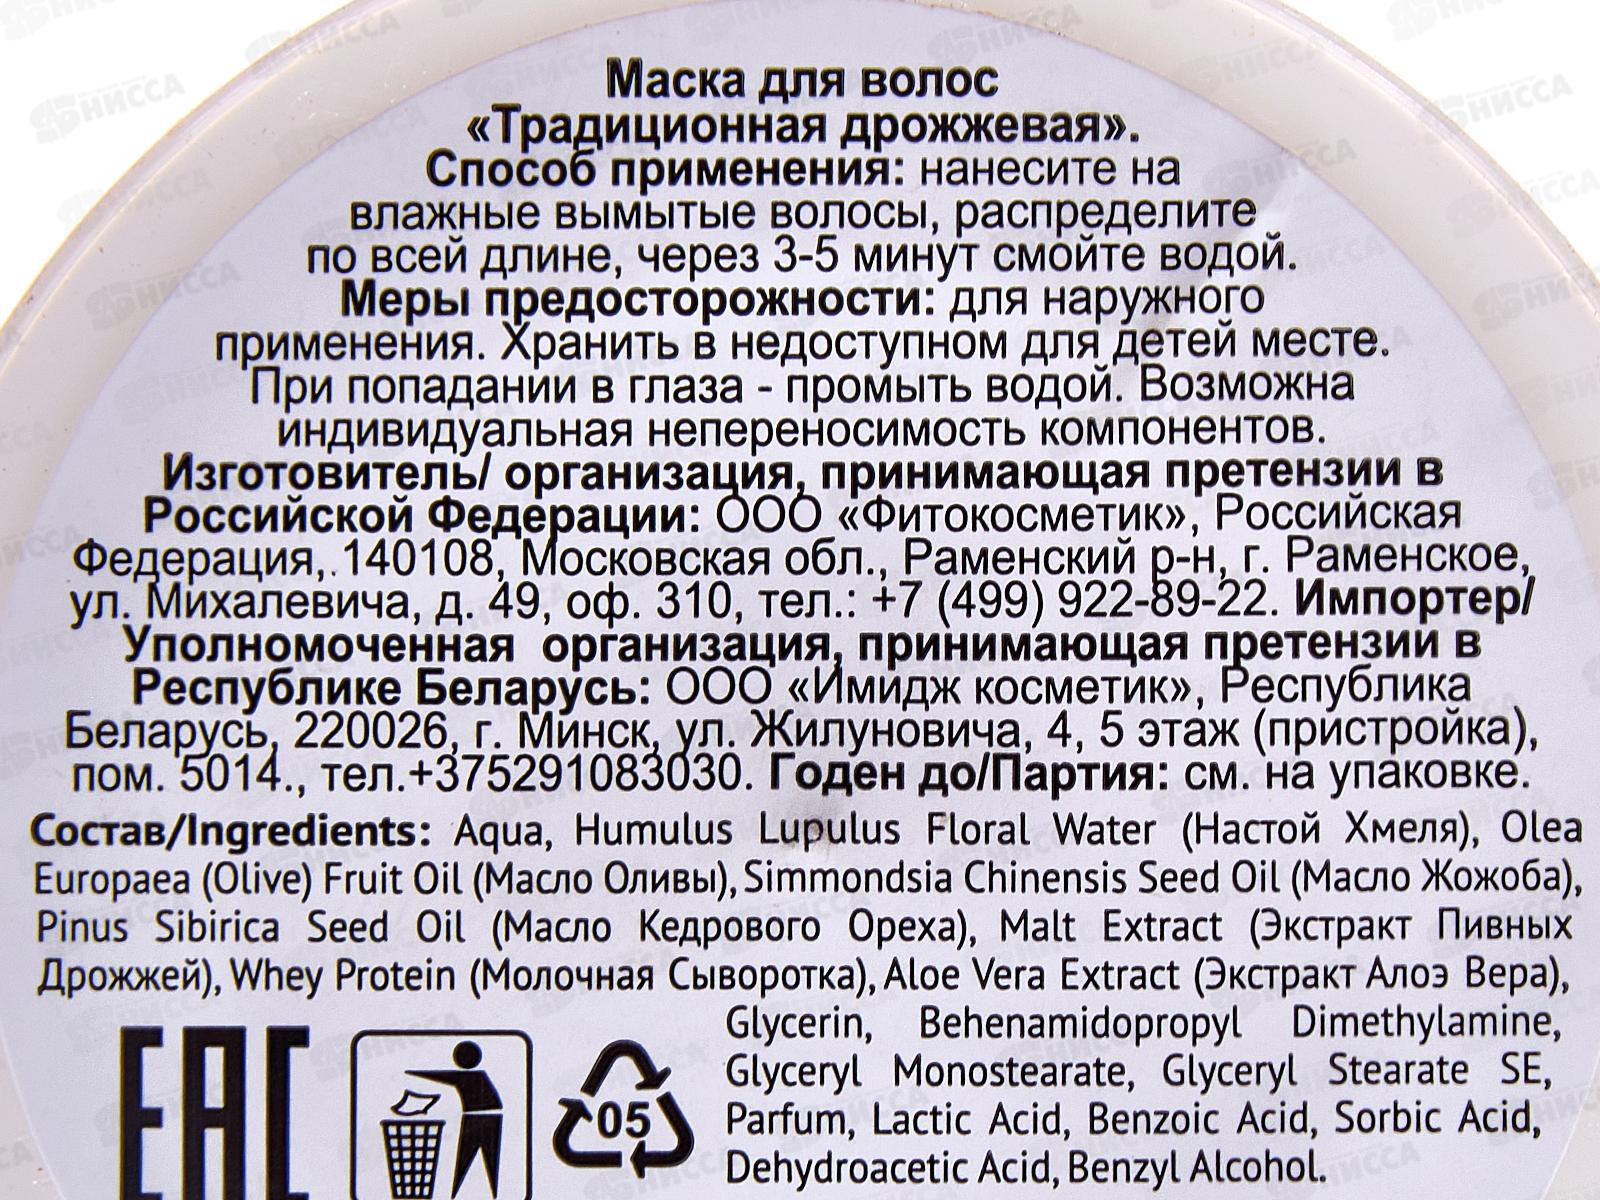 Маска для волос
«Традиционная дрожжевая».
Способ применения: нанесите на
влажные вымытые волосы, распределите
по всей длине, через 3-5 минут смойте водой.
Меры предосторожности: для наружного
применения. Хранить в недоступном для детей месте.
При попадании в глаза - промыть водой. Возможна
индивидуальная непереносимость компонентов.
Изготовитель/ организация, принимающая претензии в
Российской Федерации: ООО «Фитокосметик», Российская
Федерация, 140108, Московская обл., Раменский р-н, г. Раменское,
ул. Михалевича, д. 49, оф. 310, тел.: +7 (499) 922-89-22. Импортер/
Уполномоченная организация, принимающая претензии в
Республике Беларусь: ООО «Имидж косметик», Республика
Беларусь, 220026, г. Минск, ул. Жилуновича, 4, 5 этаж (пристройка),
пом. 5014., тел.+375291083030. Годен до/Партия: см. на упаковке.
Состав/Ingredients: Aqua, Humulus Lupulus Floral Water (Настой Хмеля), Olea
Europaea (Olive) Fruit Oil (Масло Оливы), Simmondsia Chinensis Seed Oil (Масло Жожоба),
Pinus Sibirica Seed Oil (Масло Кедрового Ореха), Malt Extract (Экстракт Пивных
Дрожжей), Whey Protein (Молочная Сыворотка), Aloe Vera Extract (Экстракт Алоэ Вера),
Glycerin, Behenamidopropyl Dimethylamine,
Glyceryl Monostearate, Glyceryl Stearate SE,
Parfum, Lactic Acid, Benzoic Acid, Sorbic Acid,
Dehydroacetic Acid, Benzyl Alcohol.
ЕАС
05
НИССА